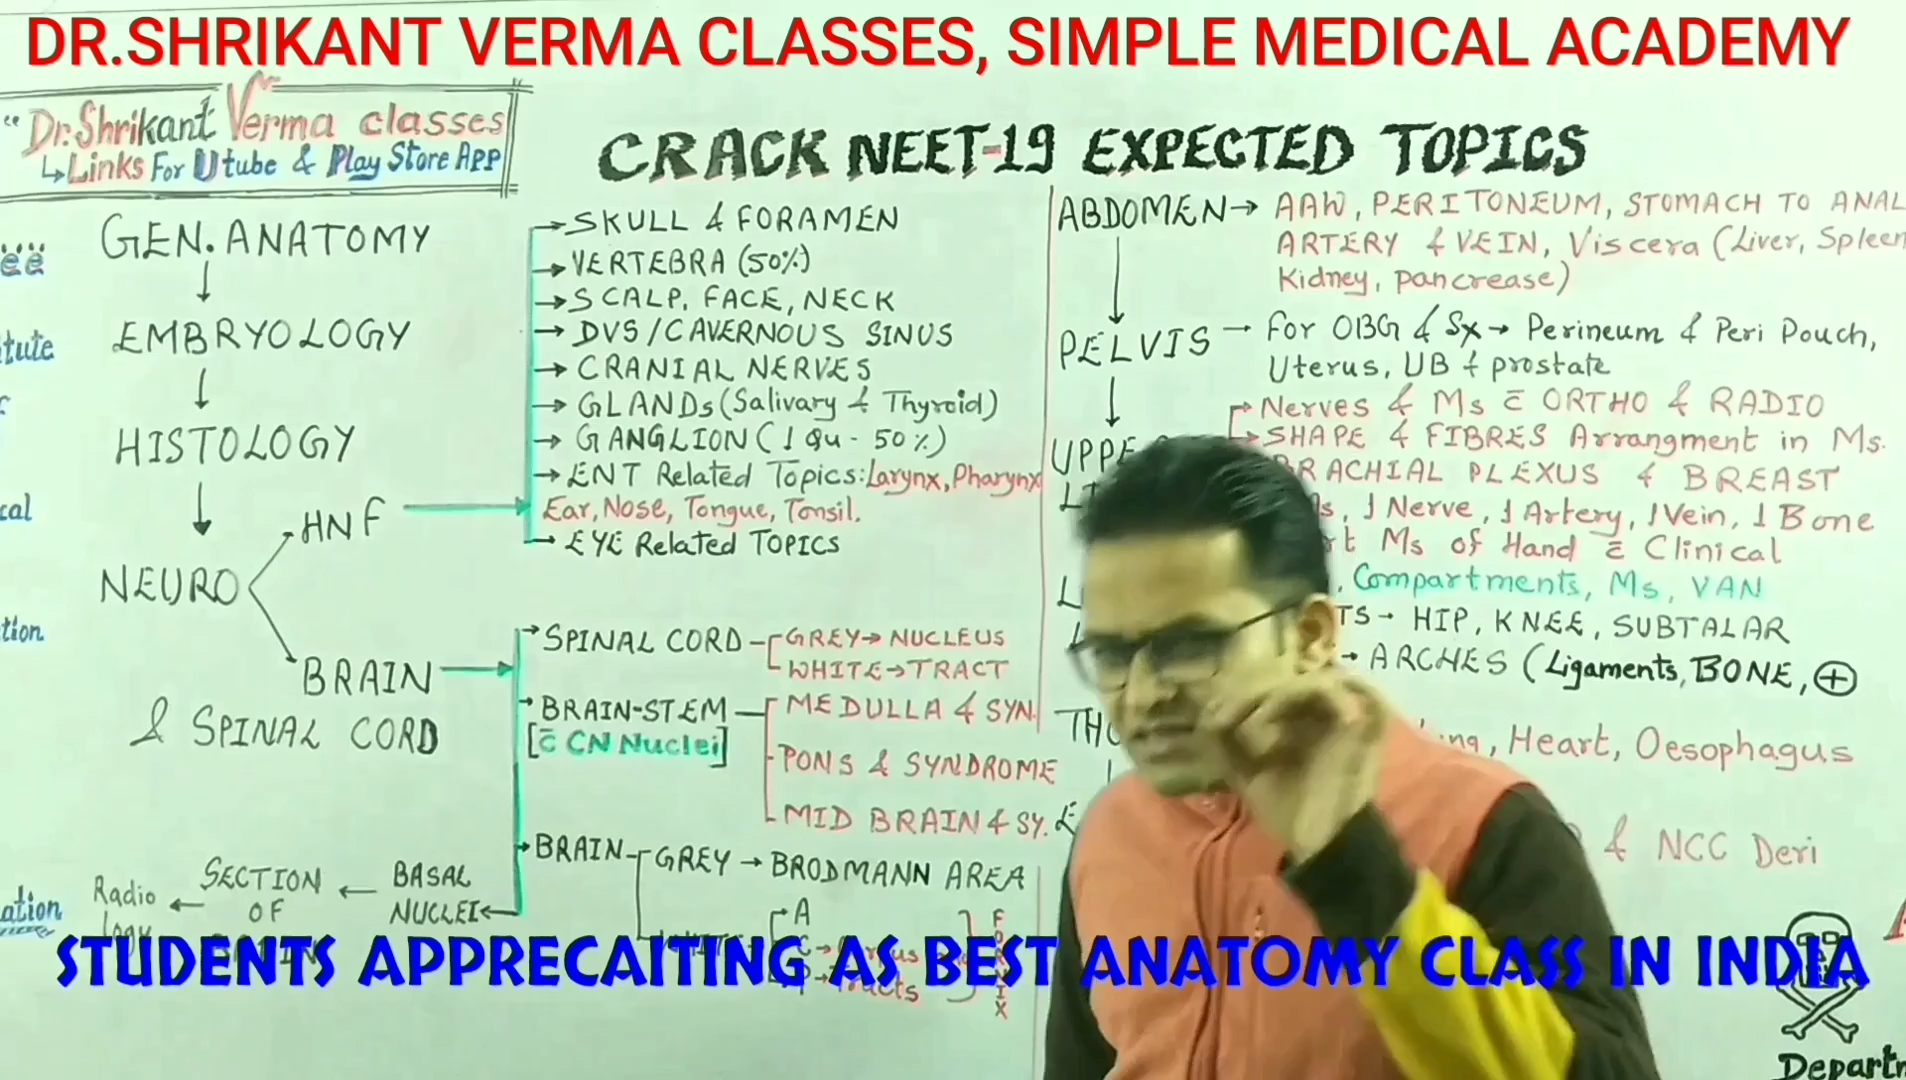 DR.SHRIKANT VERMA CLASSES, SIMPLE MEDICAL ACADEMY
Dr.Shrikant Verma classes
↳Links For Utube & Play Store App
CRACK NEET-19 EXPECTED TOPICS
GEN.ANATOMY
EMBRYOLOGY
HISTOLOGY
NEURO
HNF
BRAIN
& SPINAL CORD
→SKULL & FORAMEN
→VERTEBRA (50%)
→SCALP, FACE, NECK
→DVS/CAVERNOUS SINUS
→CRANIAL NERVES
→GLANDs(Salivary & Thyroid)
→GANGLION(1 Qu - 50%)
→ENT Related Topics:Larynx,Pharynx
Ear, Nose, Tongue, Tonsil.
→EYE Related TOPICS
SPINAL CORD
GREY→NUCLEUS
WHITE→TRACT
BRAIN-STEM
[c̄ CN Nuclei]
MEDULLA & SYN.
PONS & SYNDROME
MID BRAIN & SY.
BRAIN
GREY→BRODMANN AREA
A
Tracts
FORNIX
BASAL
NUCLEI
SECTION
OF
Radio
ABDOMEN→AAW, PERITONEUM, STOMACH TO ANAL
ARTERY & VEIN, Viscera (Liver, Spleen
Kidney, pancrease)
PELVIS→For OBG & Sx→Perineum & Peri Pouch,
Uterus, UB & prostate
→Nerves & Ms c̄ ORTHO & RADIO
→SHAPE & FIBRES Arrangment in Ms.
BRACHIAL PLEXUS & BREAST
1 Nerve, 1 Artery, 1Vein, 1 Bone
Ms of Hand c̄ Clinical
Compartments, Ms, VAN
HIP, KNEE, SUBTALAR
→ARCHES (Ligaments, BONE, ⊕
Heart, Oesophagus
& NCC Deri
STUDENTS APPRECAITING AS BEST ANATOMY CLASS IN INDIA